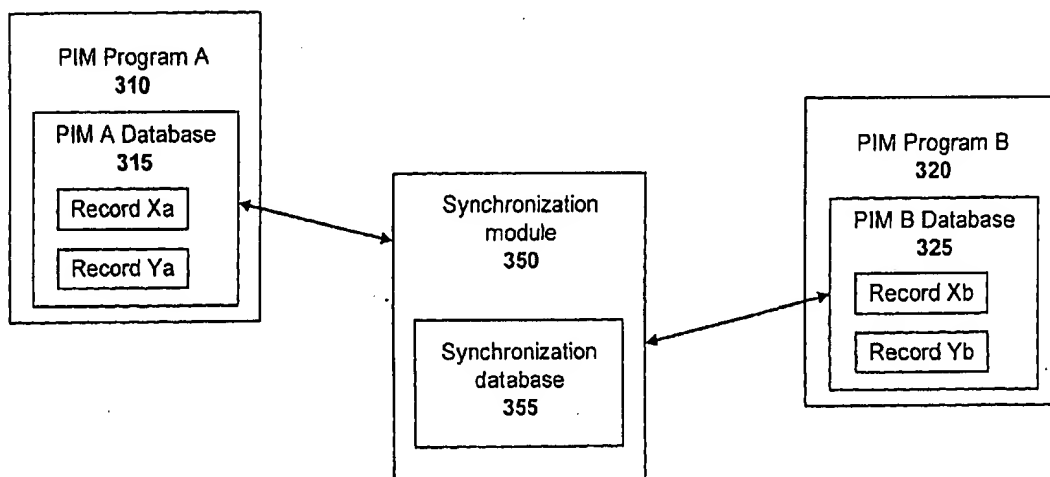 PIM Program A
310
PIM A Database
315
Record Xa
Record Ya
Synchronization
module
350
Synchronization
database
355
PIM Program B
320
PIM B Database
325
Record Xb
Record Yb